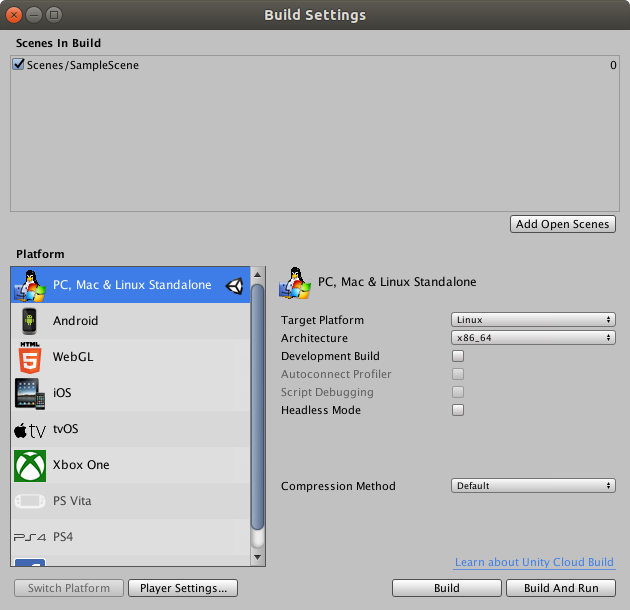 Build Settings
Scenes In Build
Scenes/SampleScene 0
Add Open Scenes
Platform
PC, Mac & Linux Standalone
Android
HTML
5
WebGL
iOS
tv
tvOS
Xbox One
PS Vita
PS4
PS4
PC, Mac & Linux Standalone
Target Platform Linux
Architecture x86_64
Development Build
Autoconnect Profiler
Script Debugging
Headless Mode
Compression Method Default
Learn about Unity Cloud Build
Switch Platform
Player Settings...
Build
Build And Run